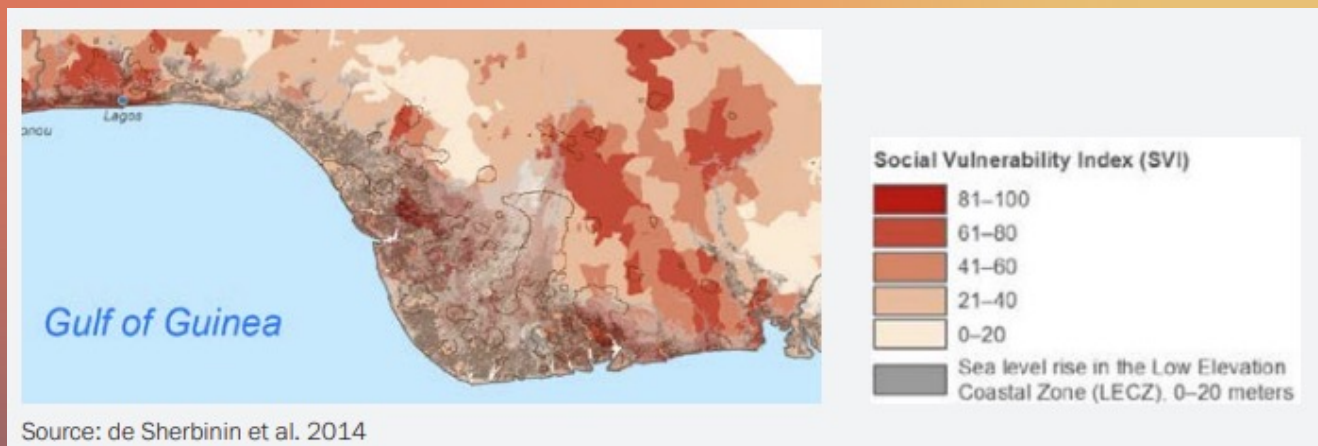 Lagos
onou
Gulf of Guinea
Social Vulnerability Index (SVI)
81–100
61–80
41–60
21–40
0–20
Sea level rise in the Low Elevation
Coastal Zone (LECZ), 0–20 meters
Source: de Sherbinin et al. 2014